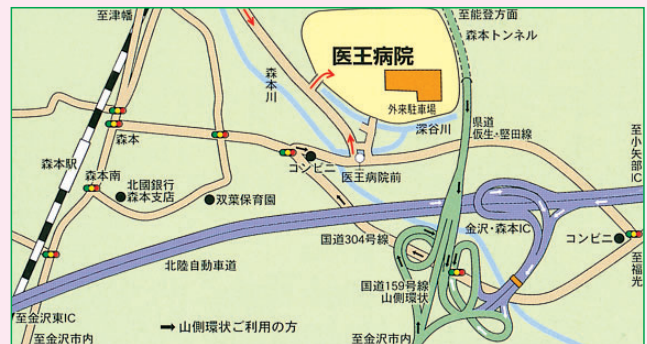 至津幡
至能登方面
森本トンネル
医王病院
森本川
外来駐車場
深谷川
県道
仮生・堅田線
至小矢部IC
森本
森本駅
森本南
コンビニ
医王病院前
北國銀行
森本支店
双葉保育園
国道304号線
金沢・森本IC
コンビニ
至福光
北陸自動車道
国道159号線
山側環状
至金沢東IC
至金沢市内
山側環状ご利用の方
至金沢市内